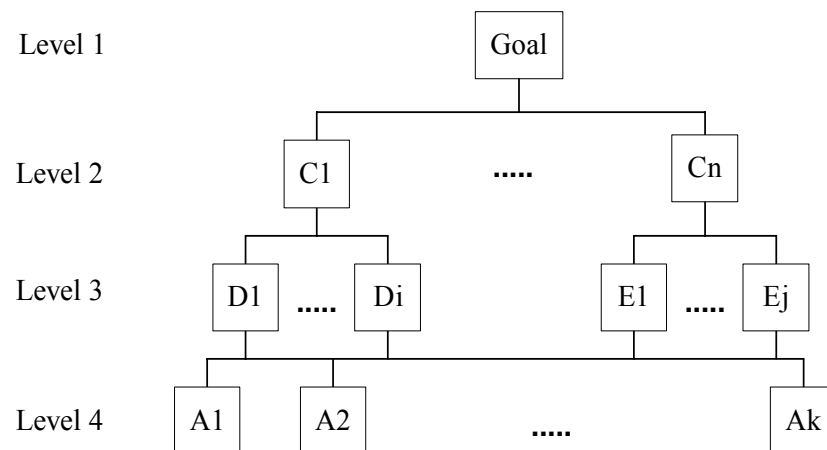 Level 1 Goal
Level 2 C1 ..... Cn
Level 3 D1 ..... Di E1 ..... Ej
Level 4 A1 A2 ..... Ak